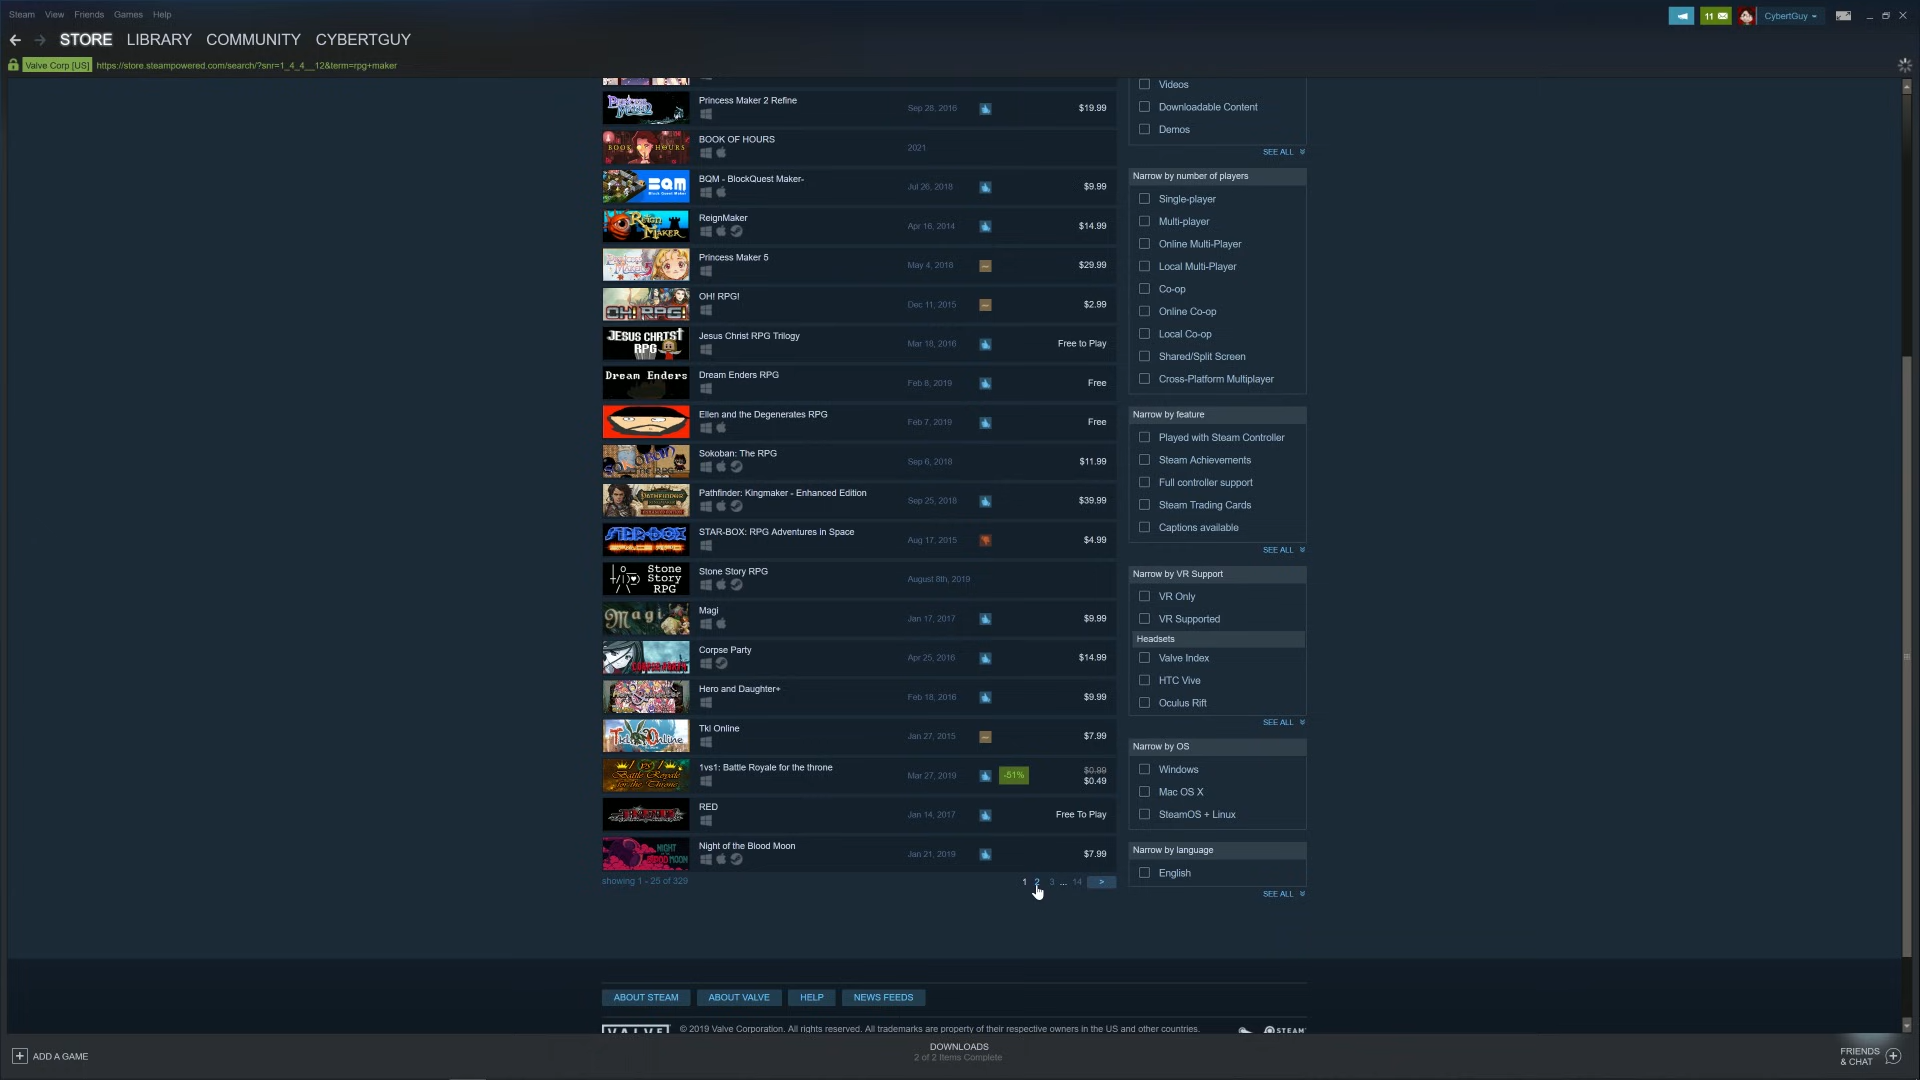 Steam View Friends Games Help
11 CybertGuy
STORE LIBRARY COMMUNITY CYBERTGUY
Valve Corp [US] https://store.steampowered.com/search/?snr=1_4_4__12&term=rpg+maker
Princess Maker 2 Refine
Sep 28, 2016 $19.99
BOOK OF HOURS
2021
BQM - BlockQuest Maker-
Jul 26, 2018 $9.99
ReignMaker
Apr 16, 2014 $14.99
Princess Maker 5
May 4, 2018 $29.99
OH! RPG!
Dec 11, 2015 $2.99
Jesus Christ RPG Trilogy
Mar 18, 2016 Free to Play
Dream Enders RPG
Feb 8, 2019 Free
Ellen and the Degenerates RPG
Feb 7, 2019 Free
Sokoban: The RPG
Sep 6, 2018 $11.99
Pathfinder: Kingmaker - Enhanced Edition
Sep 25, 2018 $39.99
STAR-BOX: RPG Adventures in Space
Aug 17, 2015 $4.99
Stone Story RPG
August 8th, 2019
Magi
Jan 17, 2017 $9.99
Corpse Party
Apr 25, 2016 $14.99
Hero and Daughter+
Feb 18, 2016 $9.99
Tkl Online
Jan 27, 2015 $7.99
1vs1: Battle Royale for the throne
Mar 27, 2019 -51% $0.99
$0.49
RED
Jan 14, 2017 Free To Play
Night of the Blood Moon
Jan 21, 2019 $7.99
showing 1 - 25 of 329 1 2 3 ... 14 >
Videos
Downloadable Content
Demos
SEE ALL
Narrow by number of players
Single-player
Multi-player
Online Multi-Player
Local Multi-Player
Co-op
Online Co-op
Local Co-op
Shared/Split Screen
Cross-Platform Multiplayer
Narrow by feature
Played with Steam Controller
Steam Achievements
Full controller support
Steam Trading Cards
Captions available
SEE ALL
Narrow by VR Support
VR Only
VR Supported
Headsets
Valve Index
HTC Vive
Oculus Rift
SEE ALL
Narrow by OS
Windows
Mac OS X
SteamOS + Linux
Narrow by language
English
SEE ALL
ABOUT STEAM ABOUT VALVE HELP NEWS FEEDS
VALVE © 2019 Valve Corporation. All rights reserved. All trademarks are property of their respective owners in the US and other countries. STEAM
ADD A GAME
DOWNLOADS
2 of 2 Items Complete
FRIENDS
& CHAT